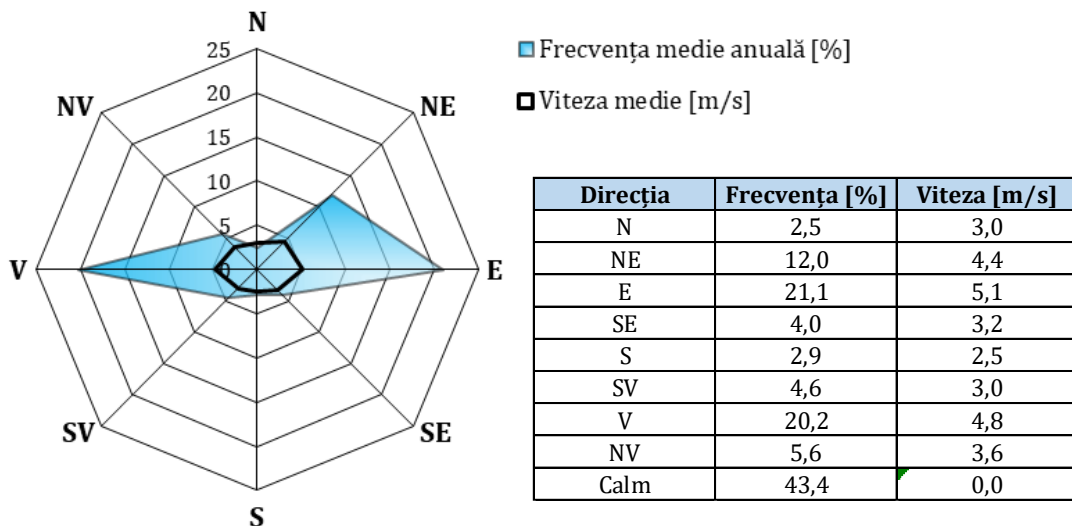 N
25
20
15
10
5
0
NV
NE
V
E
SV
SE
S
Frecvența medie anuală [%]
Viteza medie [m/s]
Direcția Frecvența [%] Viteza [m/s]
N 2,5 3,0
NE 12,0 4,4
E 21,1 5,1
SE 4,0 3,2
S 2,9 2,5
SV 4,6 3,0
V 20,2 4,8
NV 5,6 3,6
Calm 43,4 0,0